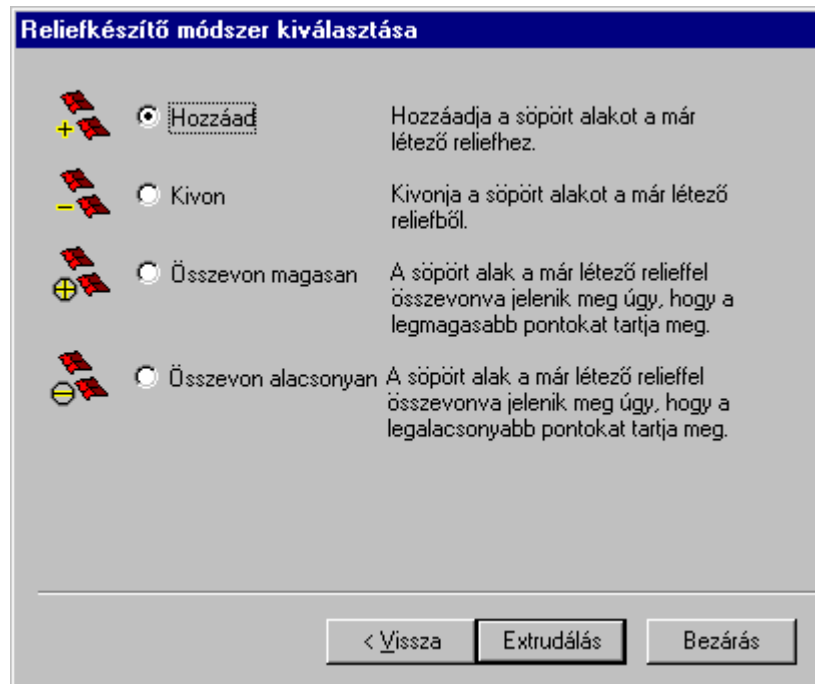 Reliefkészítő módszer kiválasztása
Hozzáad
Hozzáadja a söpört alakot a már
létező reliefhez.
Kivon
Kivonja a söpört alakot a már létező
reliefből.
Összevon magasan
A söpört alak a már létező relieffel
összevonva jelenik meg úgy, hogy a
legmagasabb pontokat tartja meg.
Összevon alacsonyan
A söpört alak a már létező relieffel
összevonva jelenik meg úgy, hogy a
legalacsonyabb pontokat tartja meg.
< Vissza
Extrudálás
Bezárás